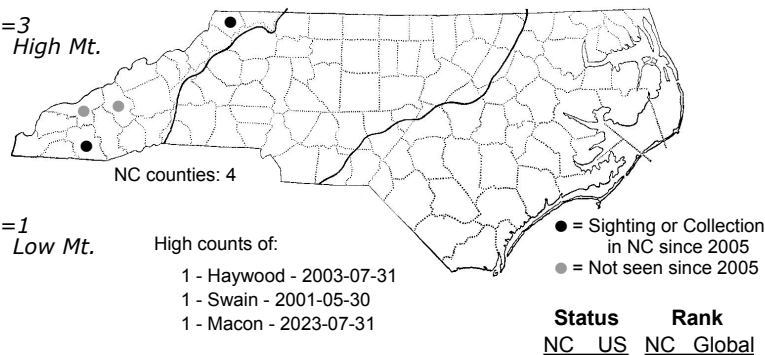 =3
High Mt.
NC counties: 4
=1
Low Mt.
High counts of:
1 - Haywood - 2003-07-31
1 - Swain - 2001-05-30
1 - Macon - 2023-07-31
= Sighting or Collection
in NC since 2005
= Not seen since 2005
Status Rank
NC US NC Global